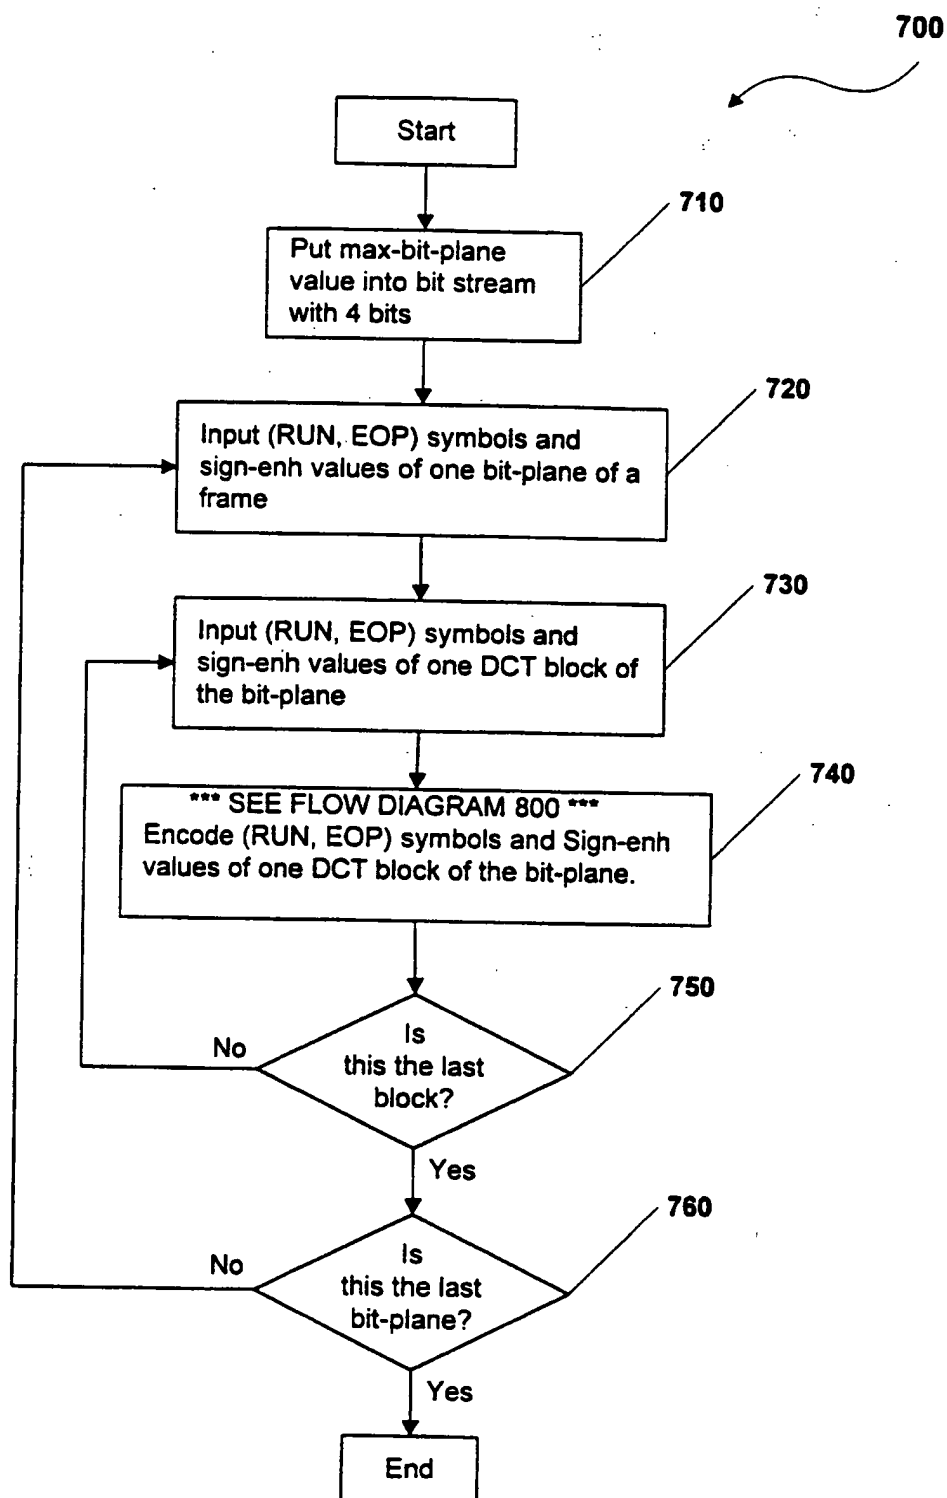 700
Start
710
Put max-bit-plane
value into bit stream
with 4 bits
720
Input (RUN, EOP) symbols and
sign-enh values of one bit-plane of a
frame
730
Input (RUN, EOP) symbols and
sign-enh values of one DCT block of
the bit-plane
740
*** SEE FLOW DIAGRAM 800 ***
Encode (RUN, EOP) symbols and Sign-enh
values of one DCT block of the bit-plane.
750
Is
this the last
block?
No
Yes
760
Is
this the last
bit-plane?
No
Yes
End